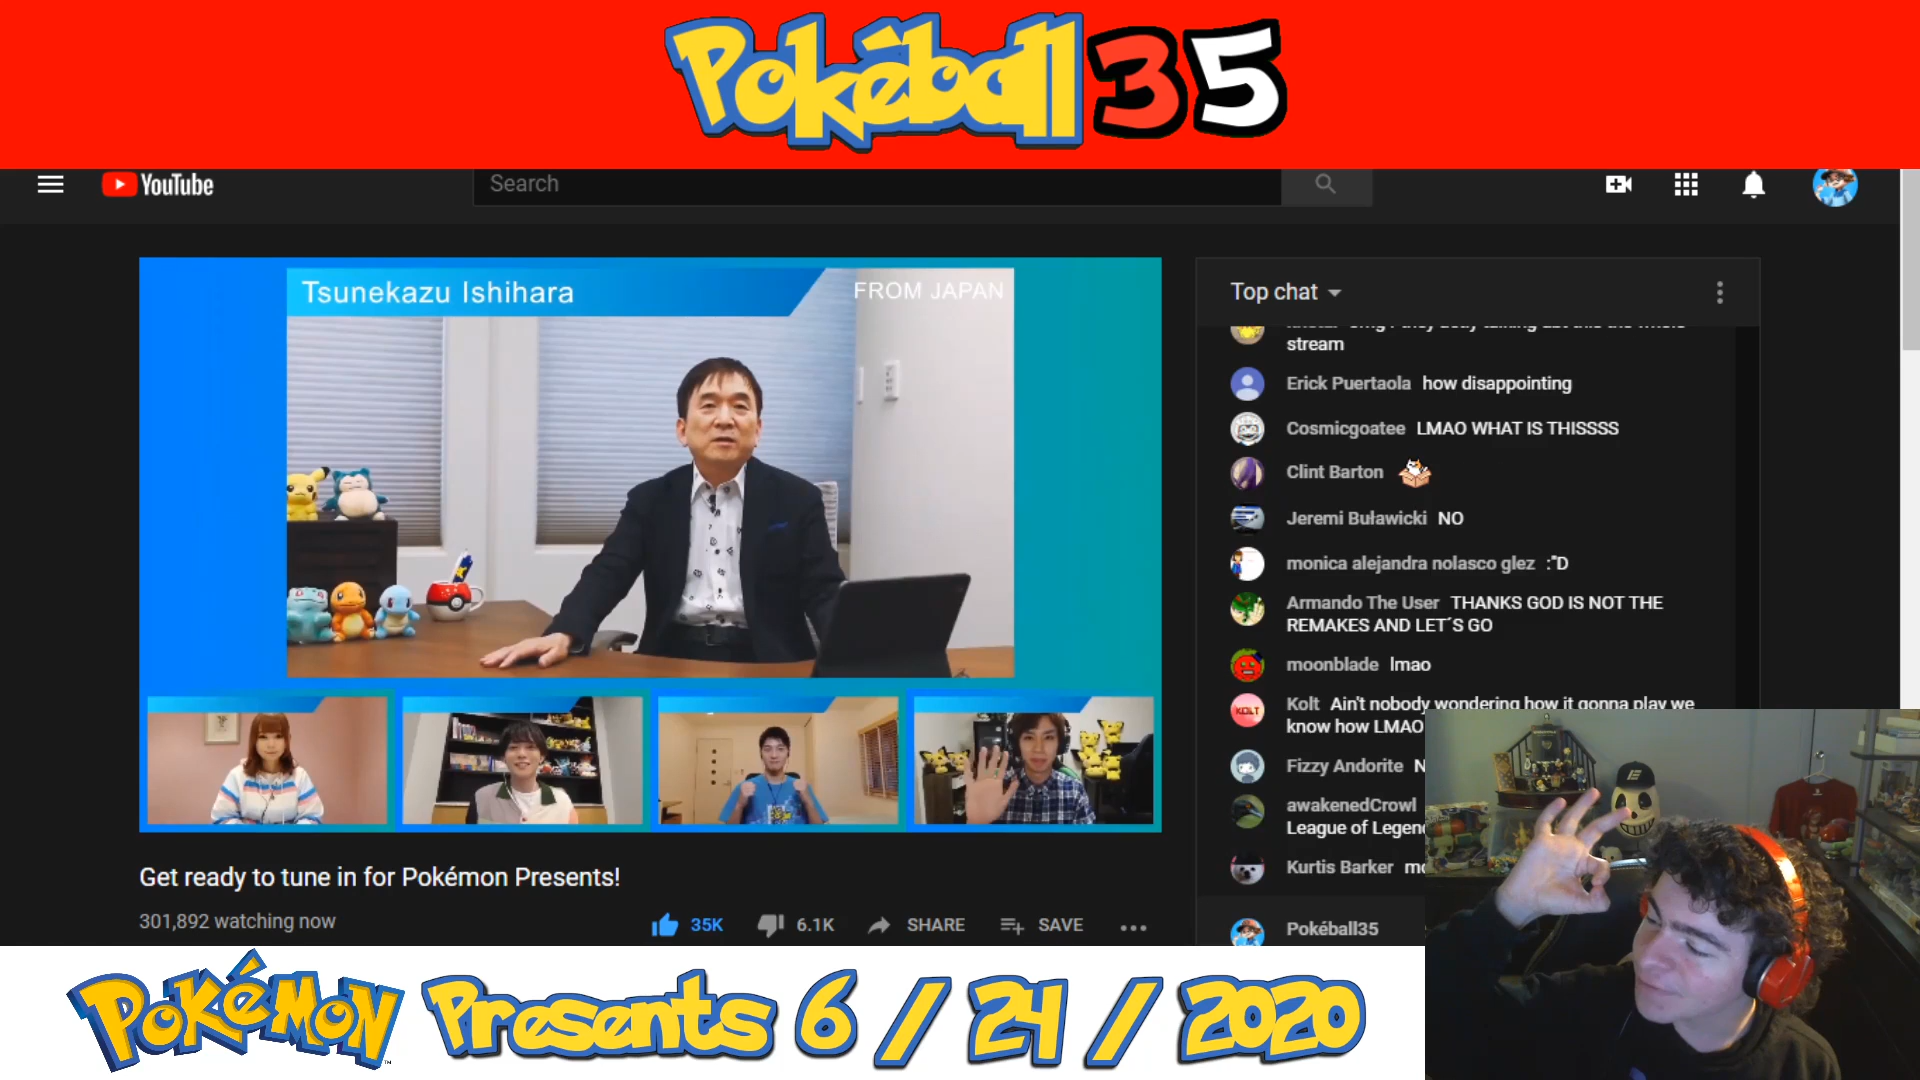 Pokéball 35
YouTube
Search
Tsunekazu Ishihara
FROM JAPAN
Top chat
stream
Erick Puertaola how disappointing
Cosmicgoatee LMAO WHAT IS THISSSS
Clint Barton
Jeremi Buławicki NO
monica alejandra nolasco glez :"D
Armando The User THANKS GOD IS NOT THE
REMAKES AND LET´S GO
moonblade lmao
Kolt Ain't nobody wondering how it gonna play we
know how LMAO
Fizzy Andorite N
awakenedCrowl
League of Legen
Kurtis Barker mo
Pokéball35
Get ready to tune in for Pokémon Presents!
301,892 watching now
35K
6.1K
SHARE
SAVE
POKéMON Presents 6 / 24 / 2020